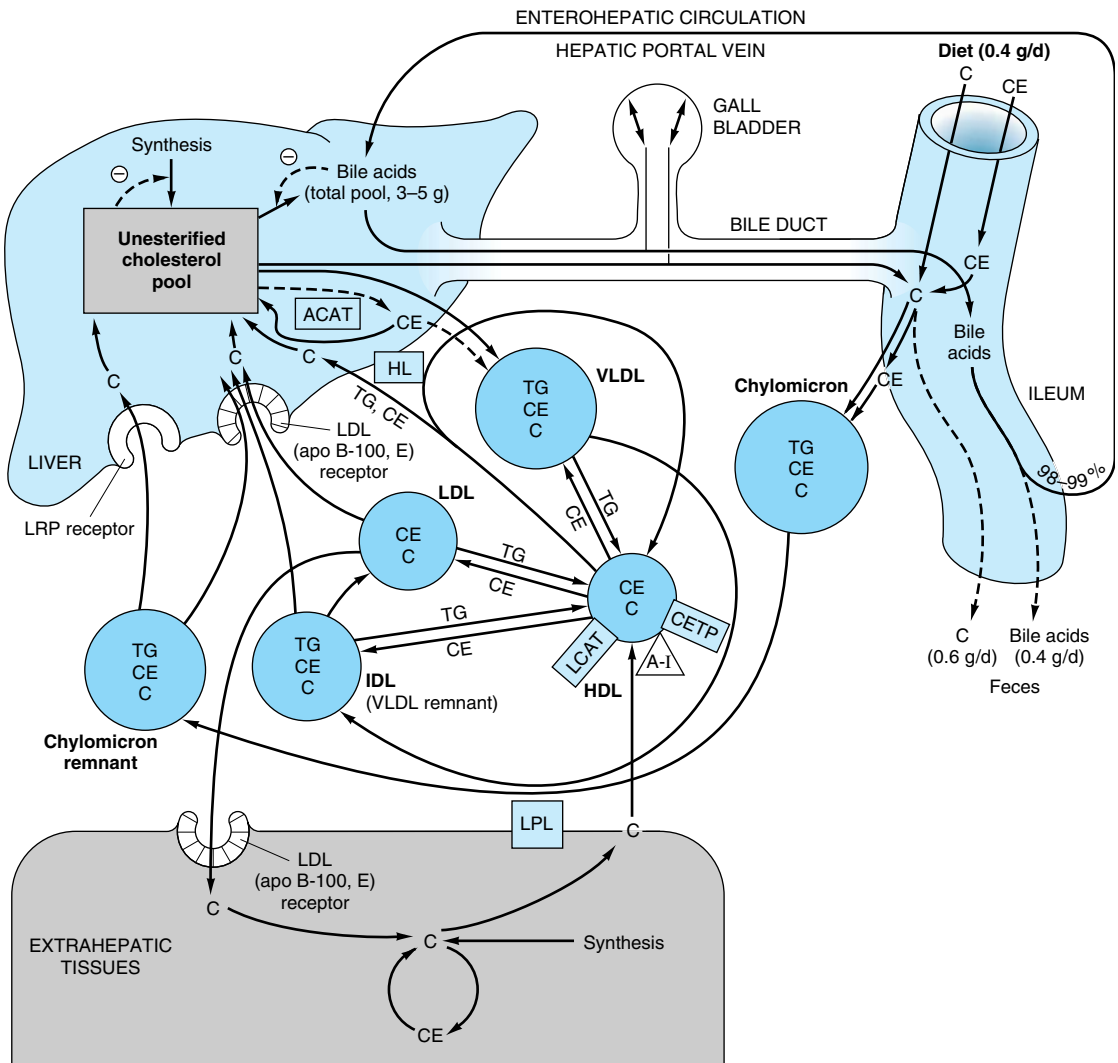 ENTEROHEPATIC CIRCULATION
HEPATIC PORTAL VEIN
Diet (0.4 g/d)
C
CE
GALL
BLADDER
Synthesis
−
−
Bile acids
(total pool, 3–5 g)
Unesterified
cholesterol
pool
BILE DUCT
CE
C
ACAT
CE
Bile
acids
C
C
HL
VLDL
TG
CE
C
TG, CE
C
CE
Chylomicron
TG
CE
C
ILEUM
98–99%
LIVER
LDL
(apo B-100, E)
receptor
LRP receptor
LDL
CE
C
TG
CE
TG
CE
TG
CE
CE
C
CETP
LCAT
A-I
HDL
TG
CE
C
Chylomicron
remnant
TG
CE
C
IDL
(VLDL remnant)
C
(0.6 g/d)
Bile acids
(0.4 g/d)
Feces
LPL
C
LDL
(apo B-100, E)
receptor
C
C
Synthesis
EXTRAHEPATIC
TISSUES
CE